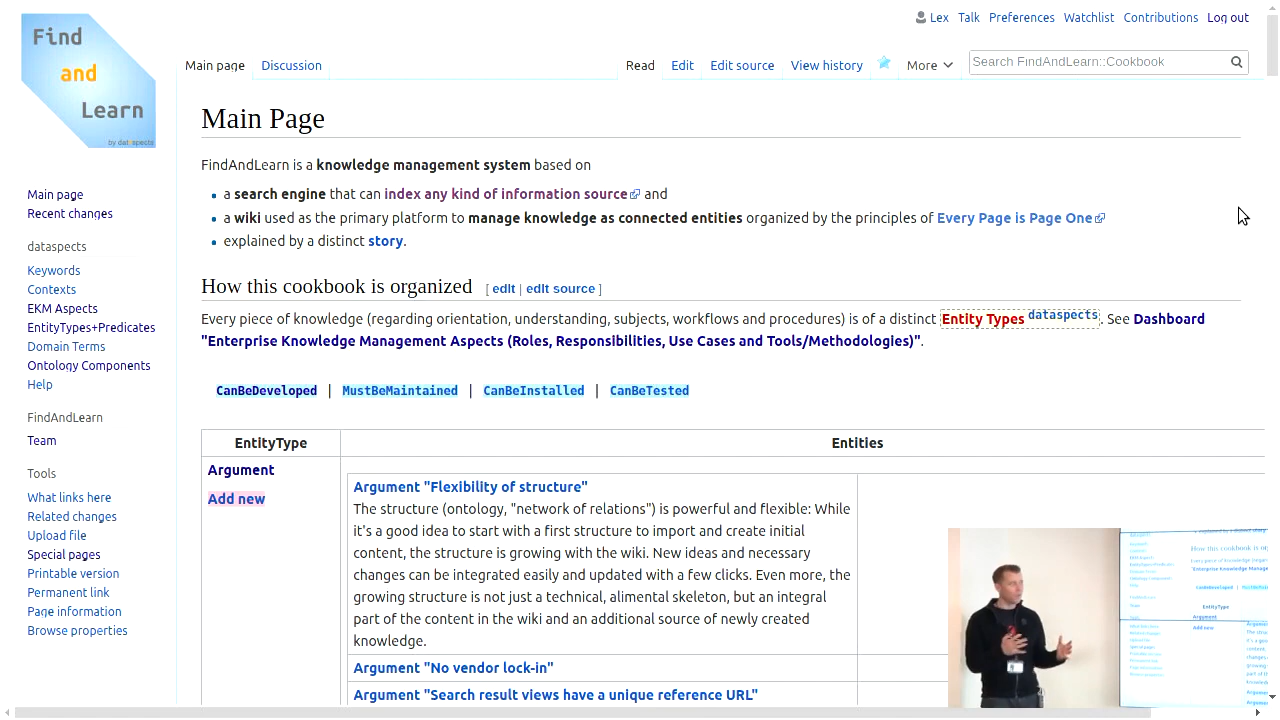 Find
and
Learn
by dataspects
Lex Talk Preferences Watchlist Contributions Log out
Main page Discussion Read Edit Edit source View history More Search FindAndLearn::Cookbook
Main Page
FindAndLearn is a knowledge management system based on
a search engine that can index any kind of information source and
a wiki used as the primary platform to manage knowledge as connected entities organized by the principles of Every Page is Page One
explained by a distinct story.
How this cookbook is organized [ edit | edit source ]
Every piece of knowledge (regarding orientation, understanding, subjects, workflows and procedures) is of a distinct Entity Types dataspects. See Dashboard
"Enterprise Knowledge Management Aspects (Roles, Responsibilities, Use Cases and Tools/Methodologies)".
CanBeDeveloped | MustBeMaintained | CanBeInstalled | CanBeTested
EntityType Entities
Argument
Add new
Argument "Flexibility of structure"
The structure (ontology, "network of relations") is powerful and flexible: While
it's a good idea to start with a first structure to import and create initial
content, the structure is growing with the wiki. New ideas and necessary
changes can be integrated easily and updated with a few clicks. Even more, the
growing structure is not just technical, alimental skeleton, but an integral
part of the content in the wiki and an additional source of newly created
knowledge.
Argument "No vendor lock-in"
Argument "Search result views have a unique reference URL"
Main page
Recent changes
dataspects
Keywords
Contexts
EKM Aspects
EntityTypes+Predicates
Domain Terms
Ontology Components
Help
FindAndLearn
Team
Tools
What links here
Related changes
Upload file
Special pages
Printable version
Permanent link
Page information
Browse properties
How this cookbook is
EntityType
Argument
Add new